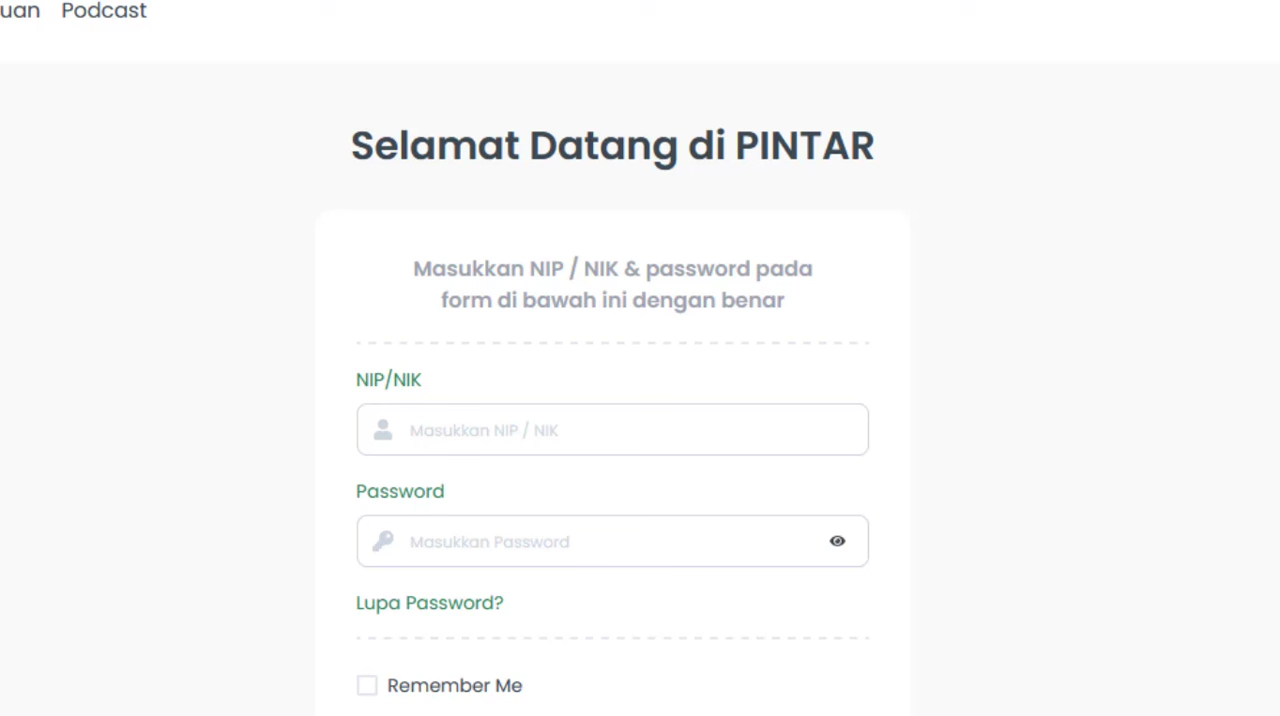 Podcast
Selamat Datang di PINTAR
Masukkan NIP / NIK & password pada
form di bawah ini dengan benar
NIP/NIK
Masukkan NIP / NIK
Password
Masukkan Password
Lupa Password?
Remember Me